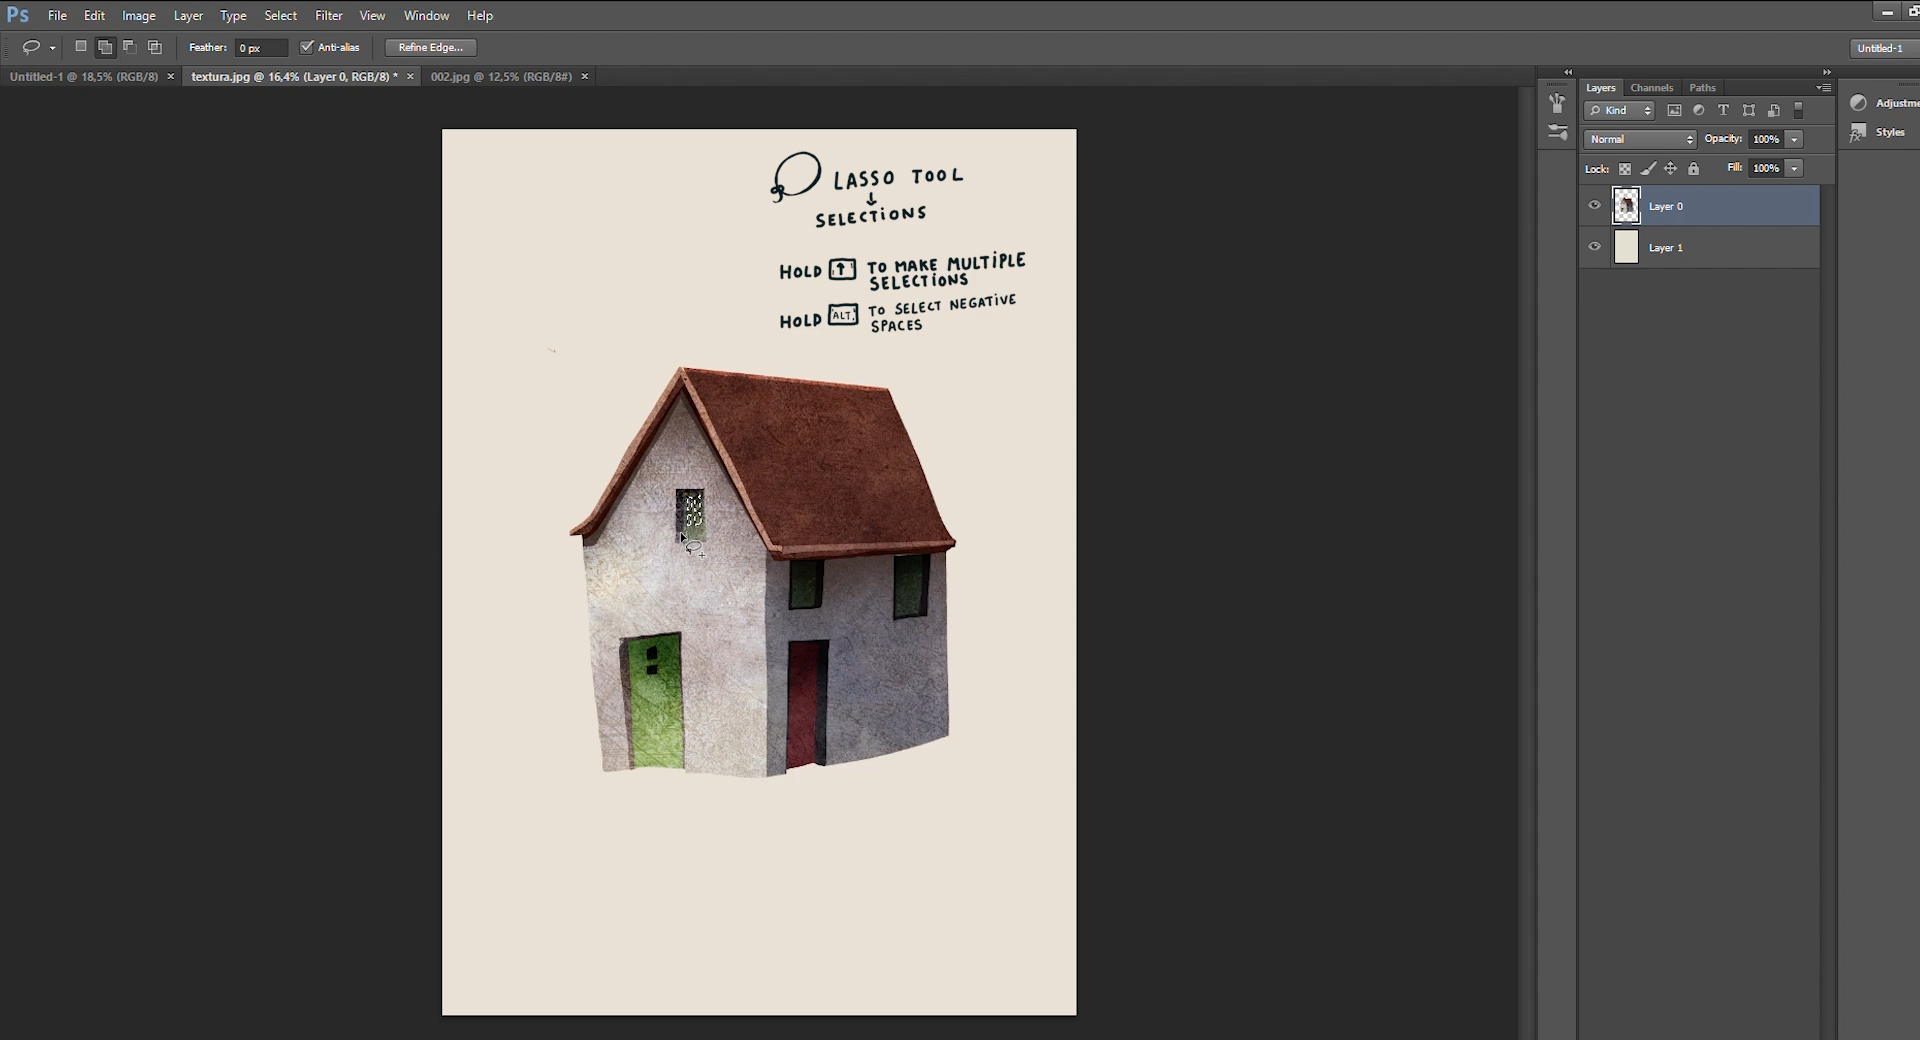 Ps File Edit Image Layer Type Select Filter View Window Help
Feather: 0 px Anti-alias Refine Edge... Untitled-1
Untitled-1 @ 18,5% (RGB/8) × textura.jpg @ 16,4% (Layer 0, RGB/8) * × 002.jpg @ 12,5% (RGB/8#) ×
Layers Channels Paths
Kind
Normal Opacity: 100%
Lock: Fill: 100%
Layer 0
Layer 1
Adjustme
Styles
LASSO TOOL
SELECTIONS
HOLD TO MAKE MULTIPLE
SELECTIONS
HOLD ALT TO SELECT NEGATIVE
SPACES